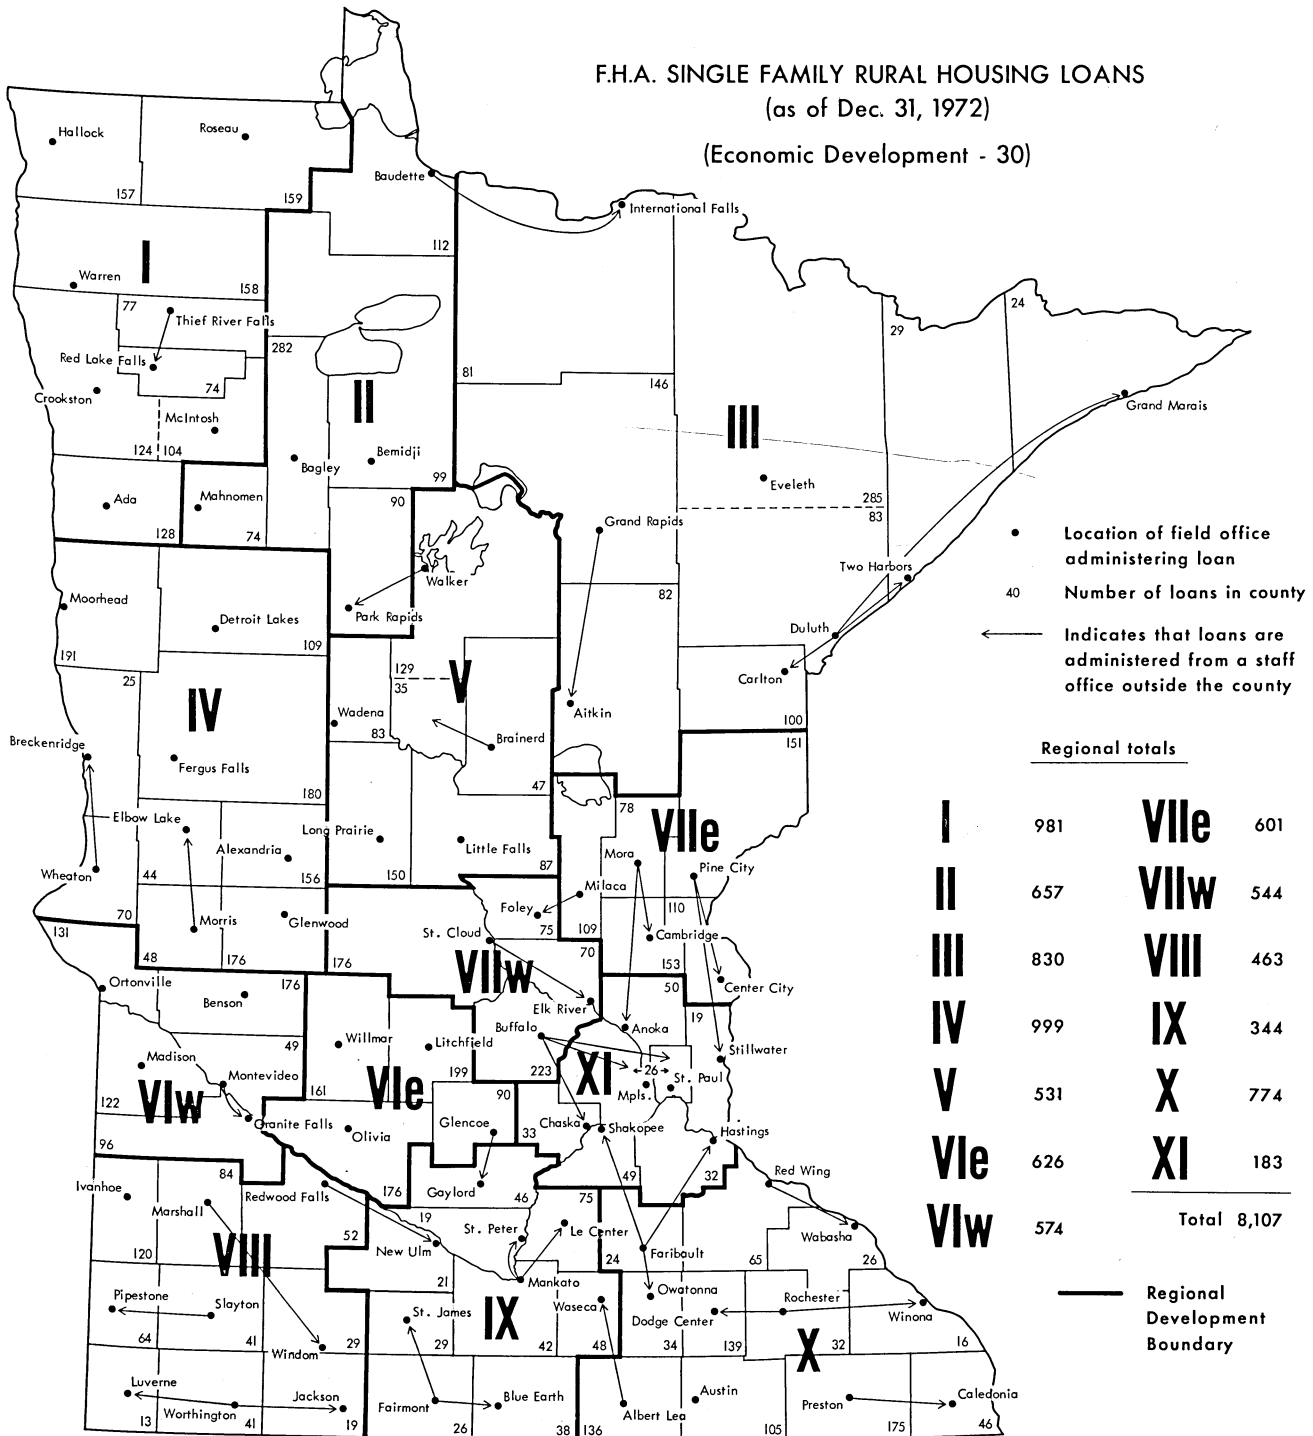 F.H.A. SINGLE FAMILY RURAL HOUSING LOANS
(as of Dec. 31, 1972)
(Economic Development - 30)
Hallock
Roseau
157
159
Baudette
International Falls
112
I
Warren
158
77
Thief River Falls
Red Lake Falls
74
Crookston
McIntosh
124
104
282
II
Bagley
Bemidji
99
81
146
29
24
III
Grand Marais
Eveleth
285
83
Ada
128
Mahnomen
74
90
Grand Rapids
Walker
Park Rapids
82
Two Harbors
Duluth
Carlton
100
Moorhead
191
Detroit Lakes
109
25
IV
129
35
V
Wadena
83
Aitkin
Brainerd
47
Breckenridge
Fergus Falls
180
151
78
VIIe
Elbow Lake
Alexandria
Long Prairie
Little Falls
Mora
Pine City
Wheaton
44
156
150
87
Milaca
70
Morris
Glenwood
Foley
75
109
110
Cambridge
131
48
176
176
St. Cloud
VIIw
70
153
Center City
Ortonville
Benson
176
Elk River
50
19
Anoka
Stillwater
Buffalo
Willmar
Litchfield
49
Madison
Montevideo
VIw
161
VIe
199
223
XI
26
St. Paul
Mpls.
122
Granite Falls
Olivia
90
Glencoe
33
Chaska
Shakopee
Hastings
96
84
Ivanhoe
Marshall
Redwood Falls
176
Gaylord
46
75
49
32
Red Wing
Wabasha
52
19
St. Peter
Le Center
New Ulm
24
Faribault
65
26
120
VIII
21
Mankato
Owatonna
Rochester
Pipestone
Slayton
St. James
IX
Waseca
Dodge Center
Winona
64
41
Windom
29
29
42
48
34
139
X
32
16
Luverne
Worthington
Jackson
Fairmont
Blue Earth
Albert Lea
Austin
Preston
Caledonia
13
41
19
26
38
136
105
175
46
Location of field office
administering loan
40 Number of loans in county
Indicates that loans are
administered from a staff
office outside the county
Regional totals
I 981 VIIe 601
II 657 VIIw 544
III 830 VIII 463
IV 999 IX 344
V 531 X 774
VIe 626 XI 183
VIw 574 Total 8,107
Regional
Development
Boundary